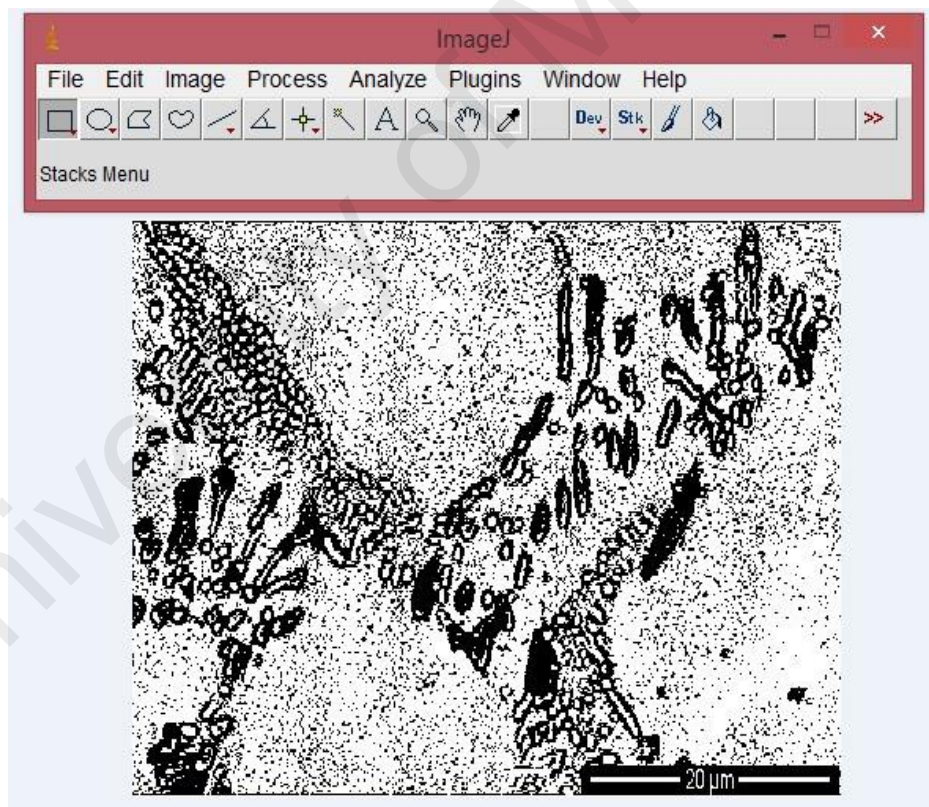 ImageJ
File Edit Image Process Analyze Plugins Window Help
A Dev Stk >>
Stacks Menu
20 µm